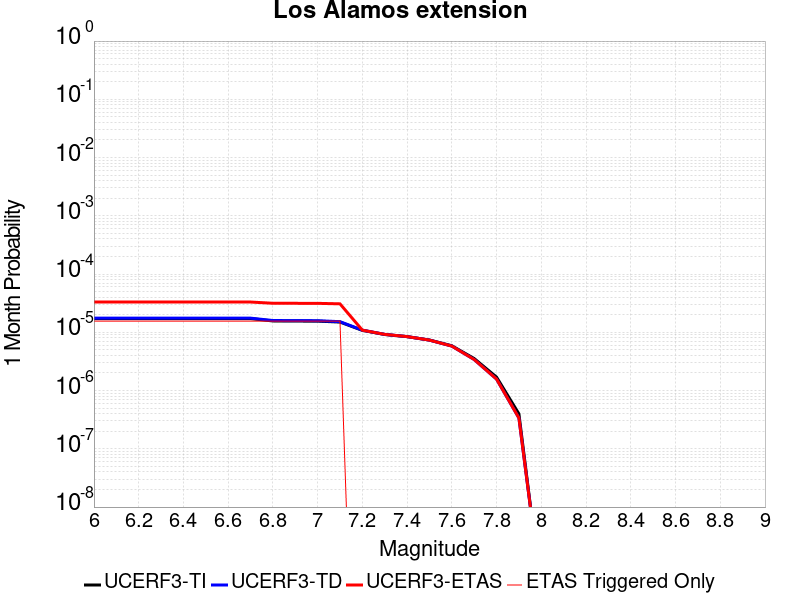 Los Alamos extension
10^0
10^-1
10^-2
10^-3
10^-4
10^-5
10^-6
10^-7
10^-8
1 Month Probability
6 6.2 6.4 6.6 6.8 7 7.2 7.4 7.6 7.8 8 8.2 8.4 8.6 8.8 9
Magnitude
UCERF3-TI UCERF3-TD UCERF3-ETAS ETAS Triggered Only